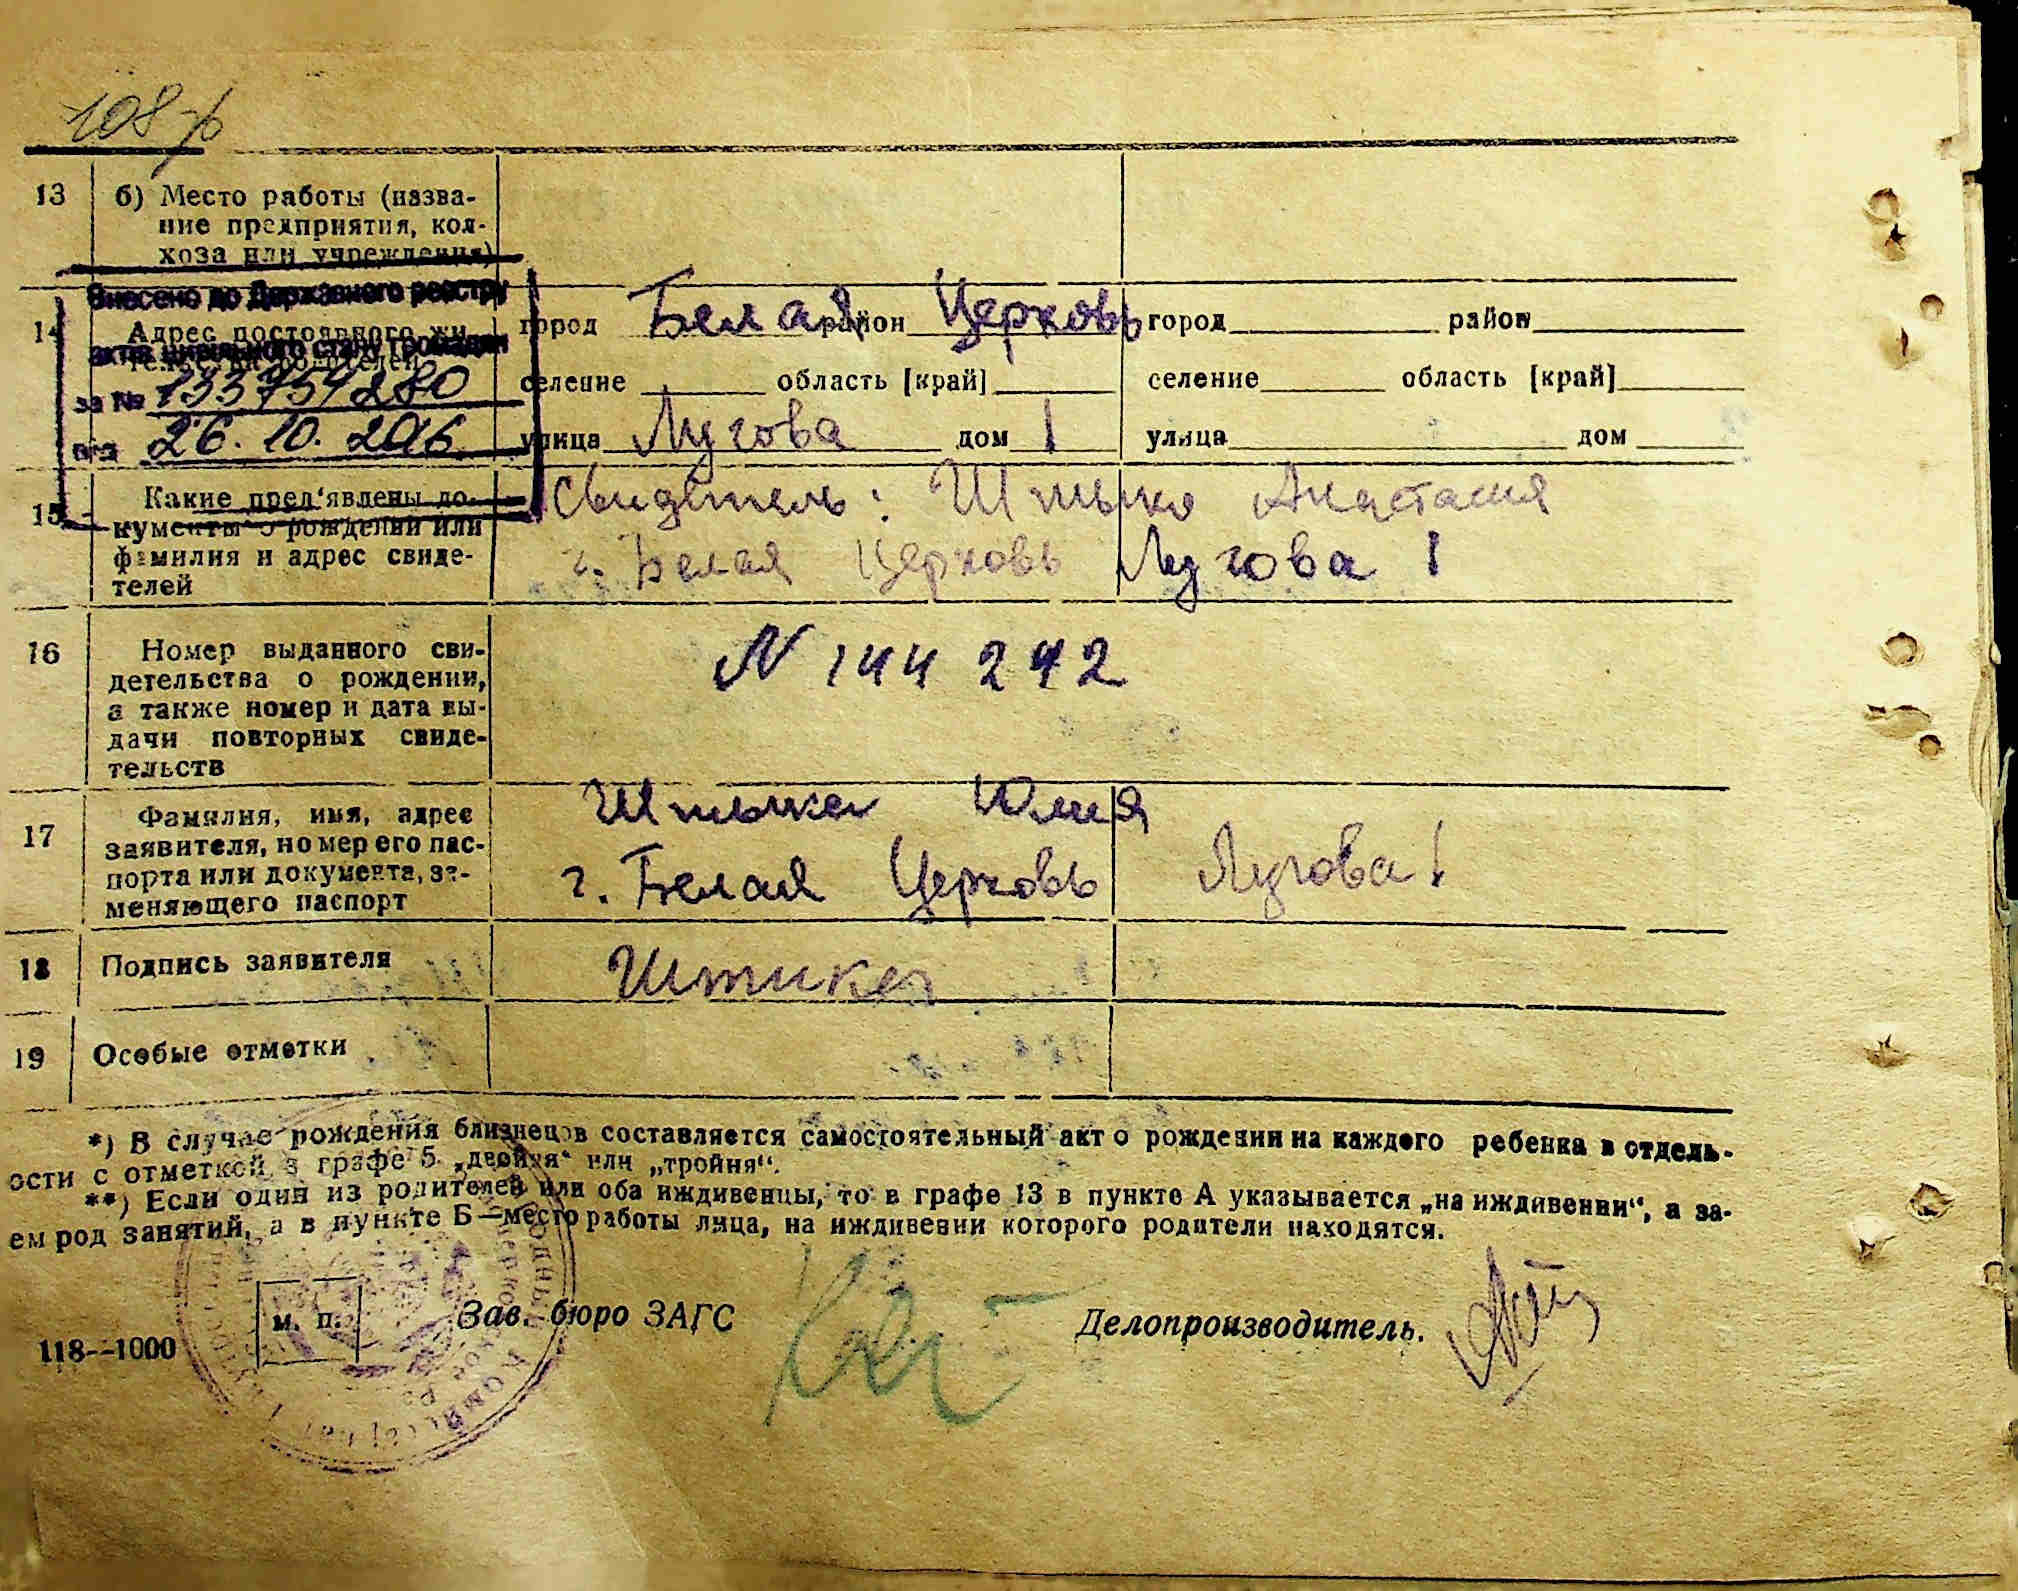 13 б) Место работы (назва-
ние предприятия, кол-
хоза или учреждения)
Внесено до Державного реєстру
актів цивільного стану громадян
за № 133754280
від 26.10.2016
14 Адрес постоянного жи-
тельства родителей
город Белая район Церковь город район
селение область [край] селение область [край]
улица Лугова дом 1 улица дом
15 Какие пред'явлены до-
кументы о рождении или
фамилия и адрес свиде-
телей
Свидетель: Анастасия
г. Белая Церковь Лугова 1
16 Номер выданного сви-
детельства о рождении,
а также номер и дата вы-
дачи повторных свиде-
тельств
N 144 242
17 Фамилия, имя, адрес
заявителя, номер его пас-
порта или документа, за-
меняющего паспорт
Юлия
г. Белая Церковь Лугова 1
18 Подпись заявителя
19 Особые отметки
*) В случае рождения близнецов составляется самостоятельный акт о рождении на каждого ребенка в отдель-
ости с отметкой в графе 5 „двойня“ или „тройня“.
**) Если один из родителей или оба иждивенцы, то в графе 13 в пункте А указывается „на иждивении“, а за-
ем род занятий, а в пункте Б—место работы лица, на иждивении которого родители находятся.
м. п. Зав. бюро ЗАГС Делопроизводитель.
118--1000